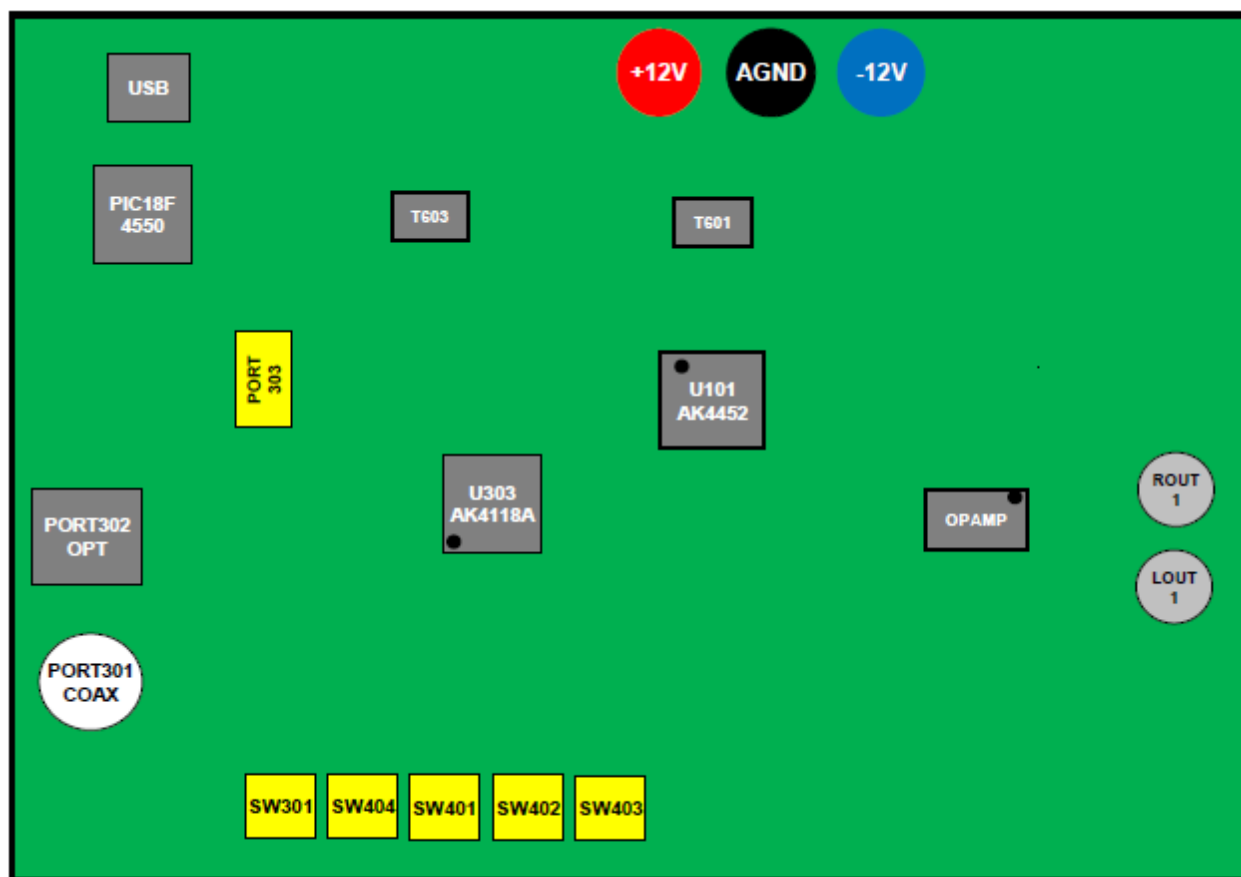 USB
+12V
AGND
-12V
PIC18F
4550
T603
T601
PORT
303
U101
AK4452
U303
AK4118A
PORT302
OPT
OPAMP
ROUT
1
LOUT
1
PORT301
COAX
SW301
SW404
SW401
SW402
SW403